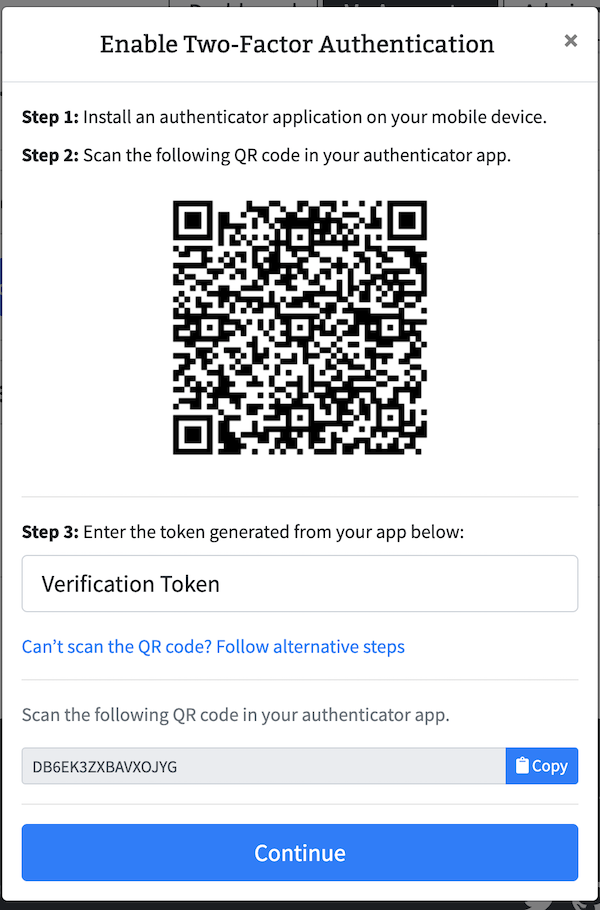 Enable Two-Factor Authentication
×
Step 1: Install an authenticator application on your mobile device.
Step 2: Scan the following QR code in your authenticator app.
Step 3: Enter the token generated from your app below:
Verification Token
Can’t scan the QR code? Follow alternative steps
Scan the following QR code in your authenticator app.
DB6EK3ZXBAVXOJYG
Copy
Continue